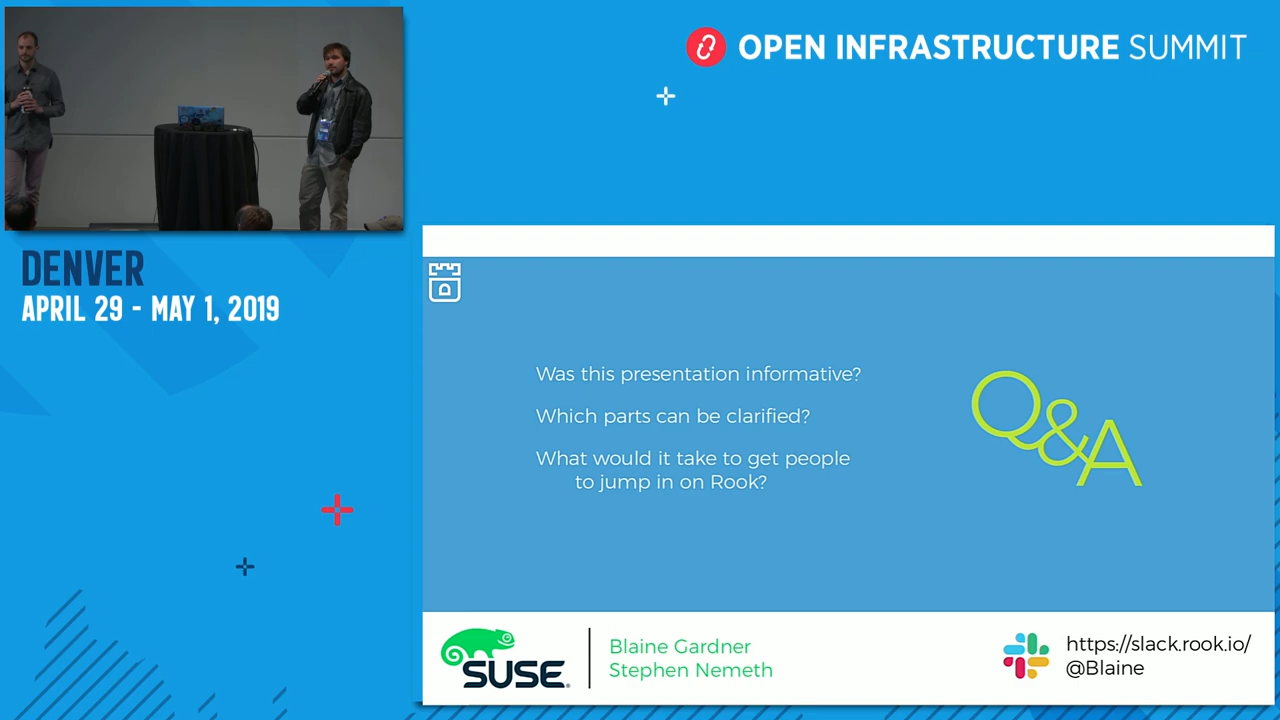 OPEN INFRASTRUCTURE SUMMIT
DENVER
APRIL 29 - MAY 1, 2019
Was this presentation informative?
Which parts can be clarified?
What would it take to get people
to jump in on Rook?
Q&A
SUSE
Blaine Gardner
Stephen Nemeth
https://slack.rook.io/
@Blaine